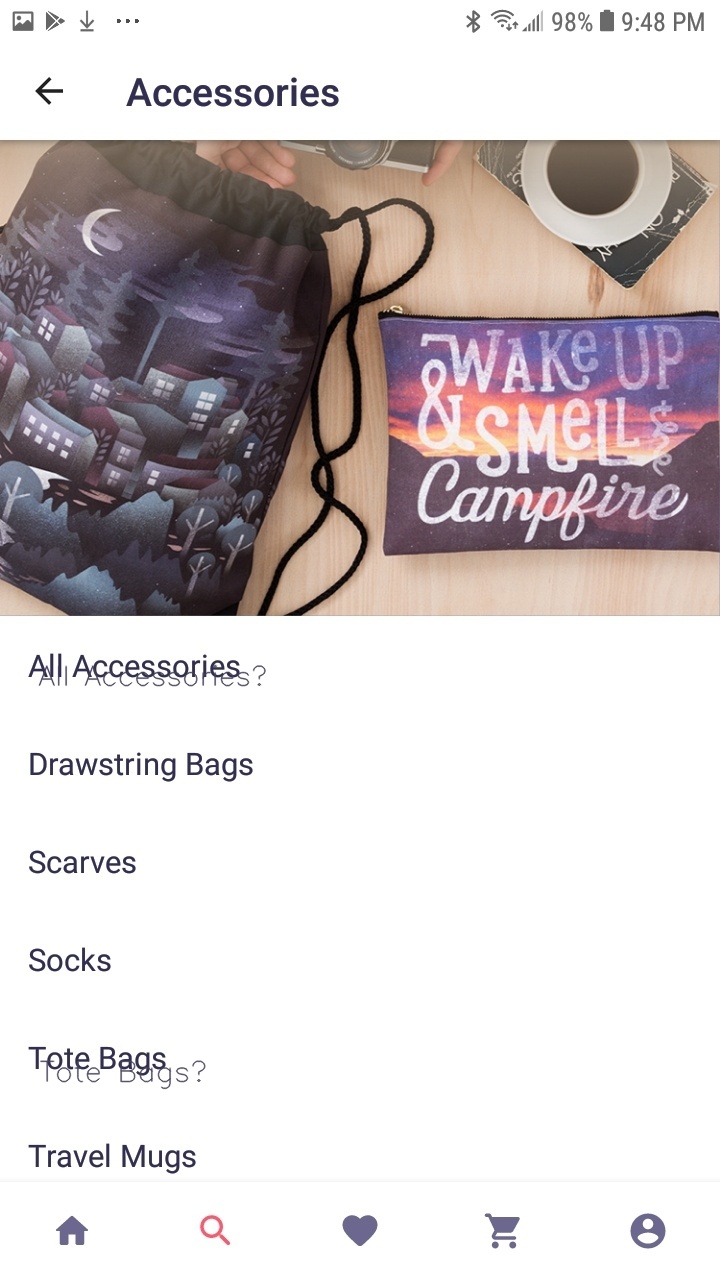 98% 9:48 PM
Accessories
WAKE UP
& SMELL the
Campfire
All Accessories
All Accessories?
Drawstring Bags
Scarves
Socks
Tote Bags
Tote Bags?
Travel Mugs